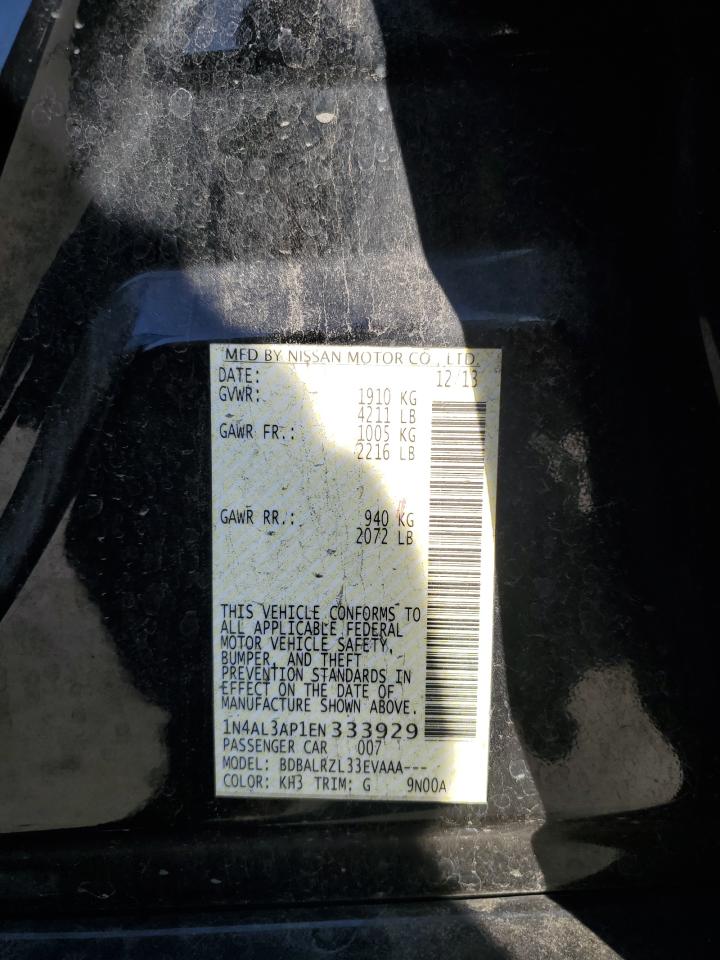 MFD BY NISSAN MOTOR CO., LTD.
DATE: 12/13
GVWR: 1910 KG
4211 LB
GAWR FR.: 1005 KG
2216 LB
GAWR RR.: 940 KG
2072 LB
THIS VEHICLE CONFORMS TO
ALL APPLICABLE FEDERAL
MOTOR VEHICLE SAFETY,
BUMPER, AND THEFT
PREVENTION STANDARDS IN
EFFECT ON THE DATE OF
MANUFACTURE SHOWN ABOVE.
1N4AL3AP1EN333929
PASSENGER CAR 007
MODEL: BDBALRZL33EVAAA---
COLOR: KH3 TRIM: G 9N00A